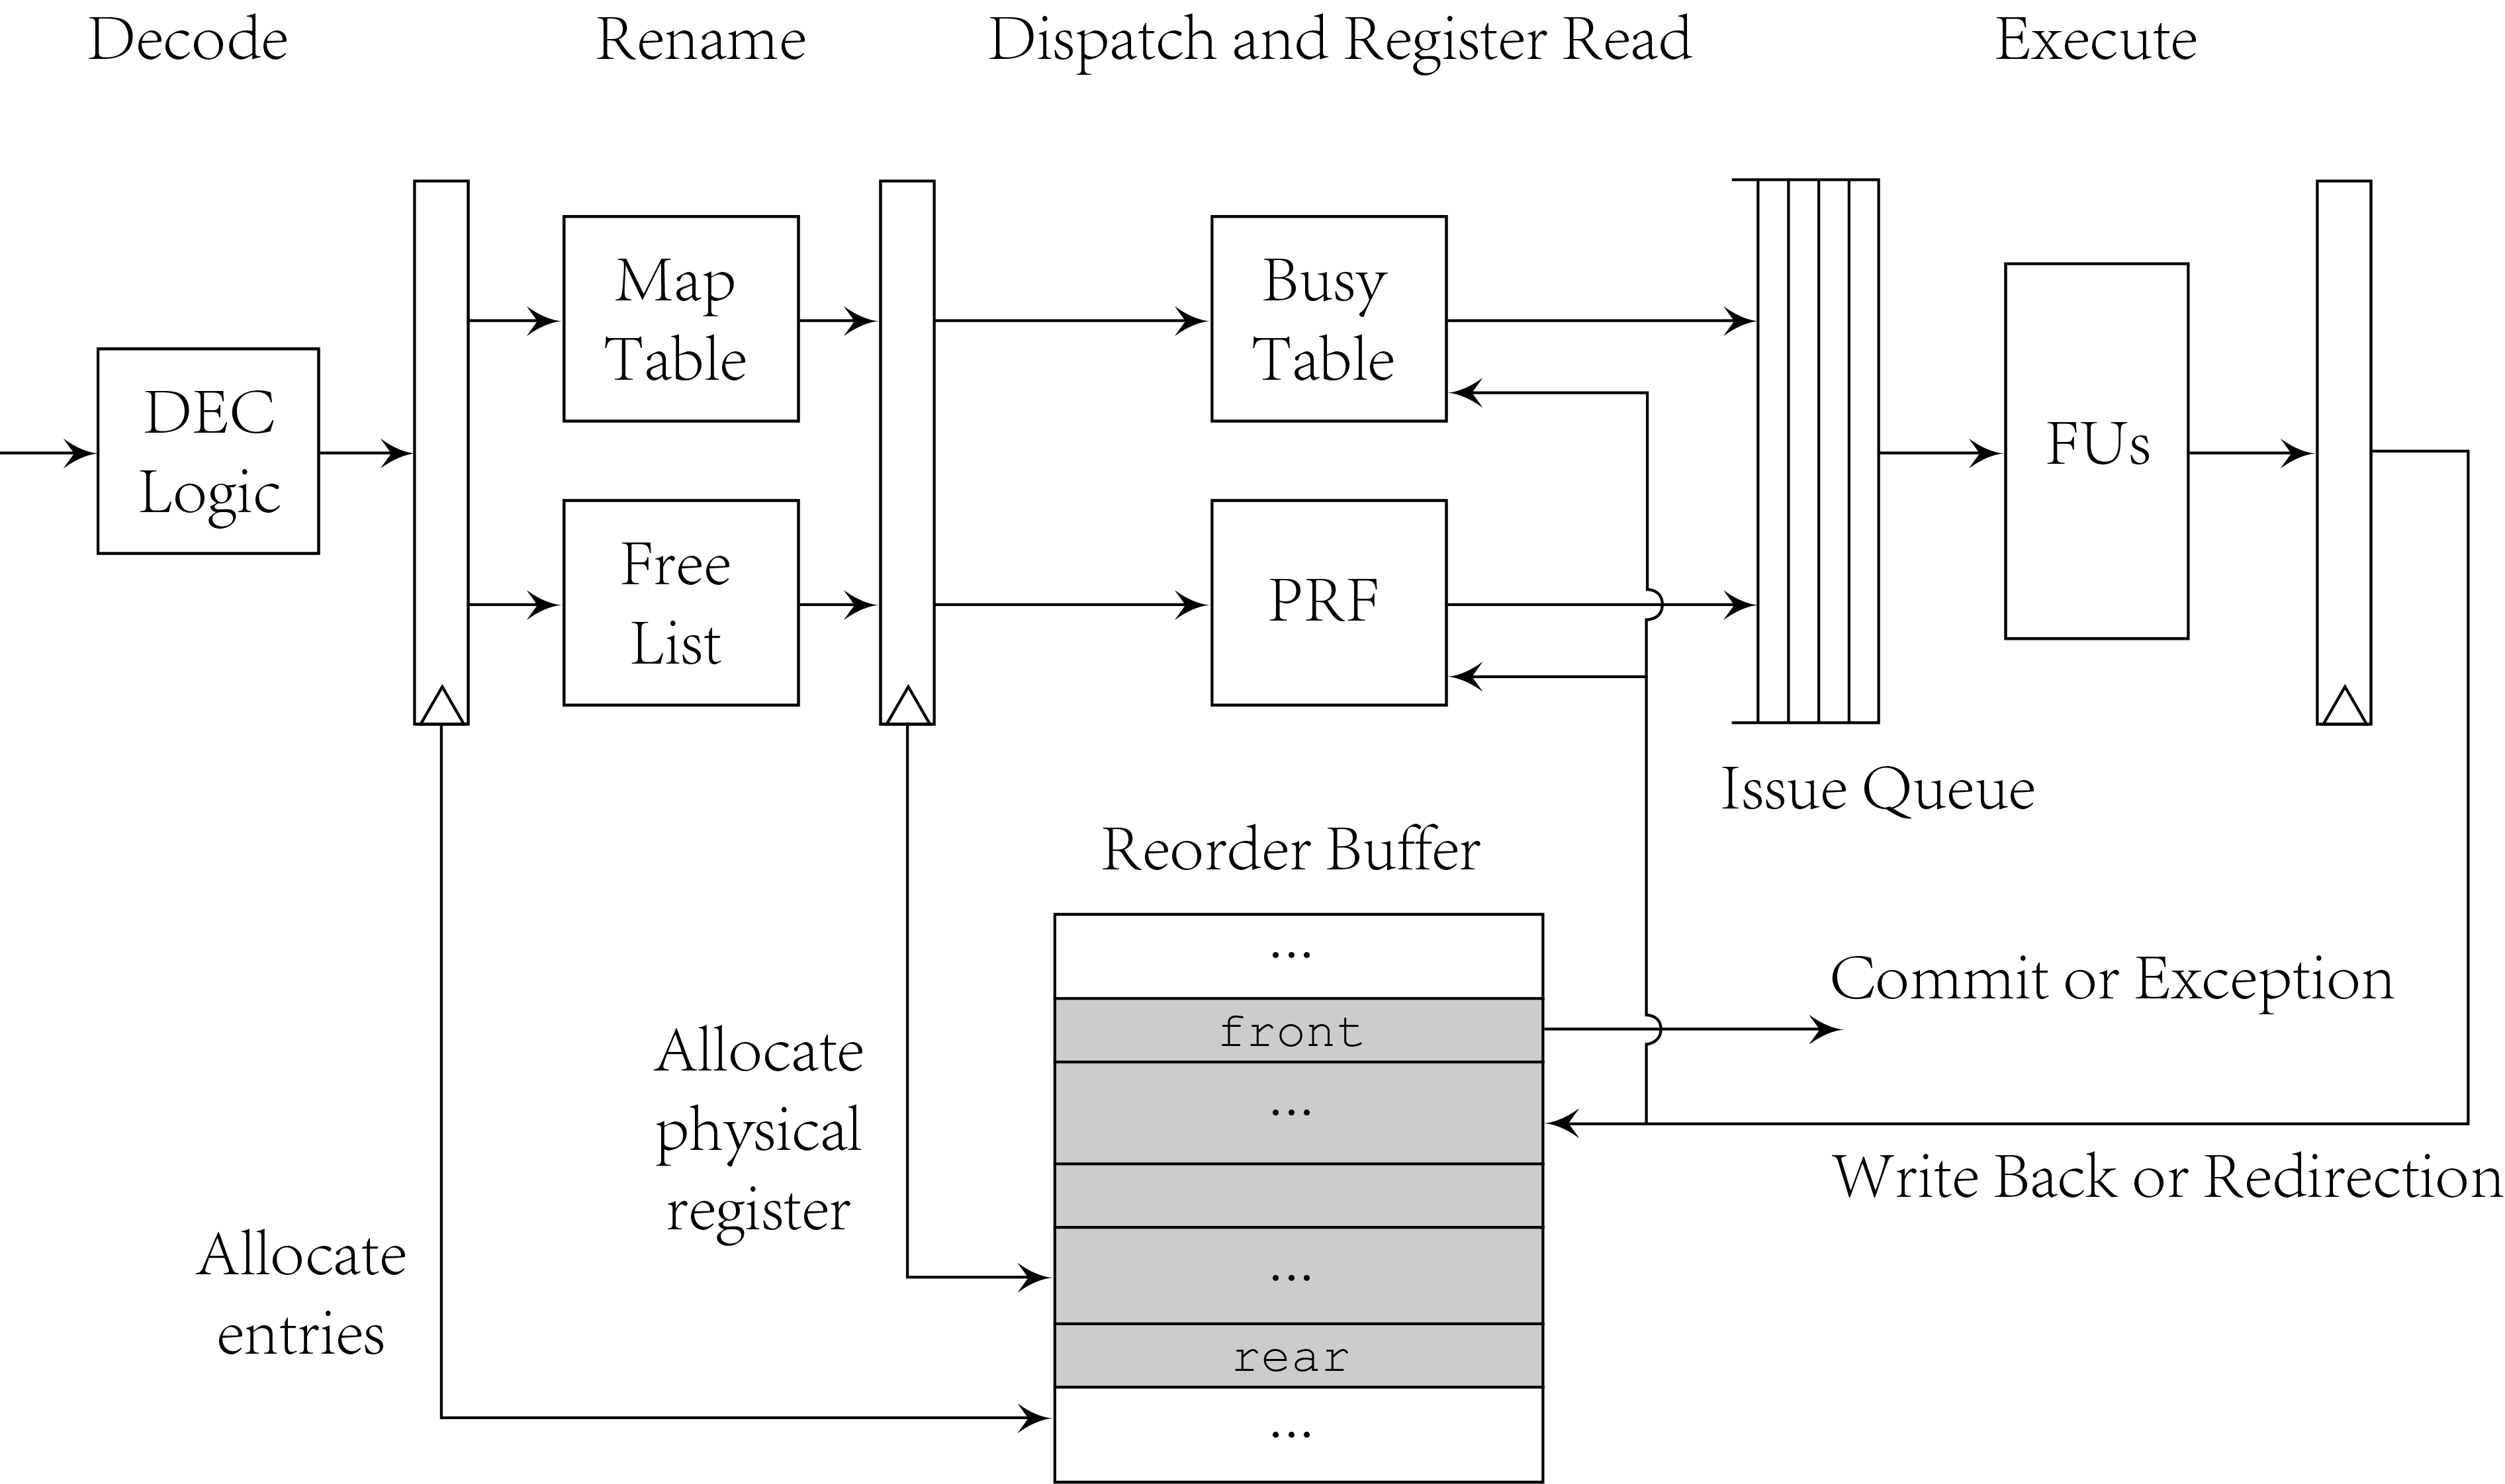 Decode
Rename
Dispatch and Register Read
Execute
DEC
Logic
Map
Table
Free
List
Busy
Table
PRF
FUs
Issue Queue
Reorder Buffer
...
front
...
...
rear
...
Commit or Exception
Write Back or Redirection
Allocate
physical
register
Allocate
entries